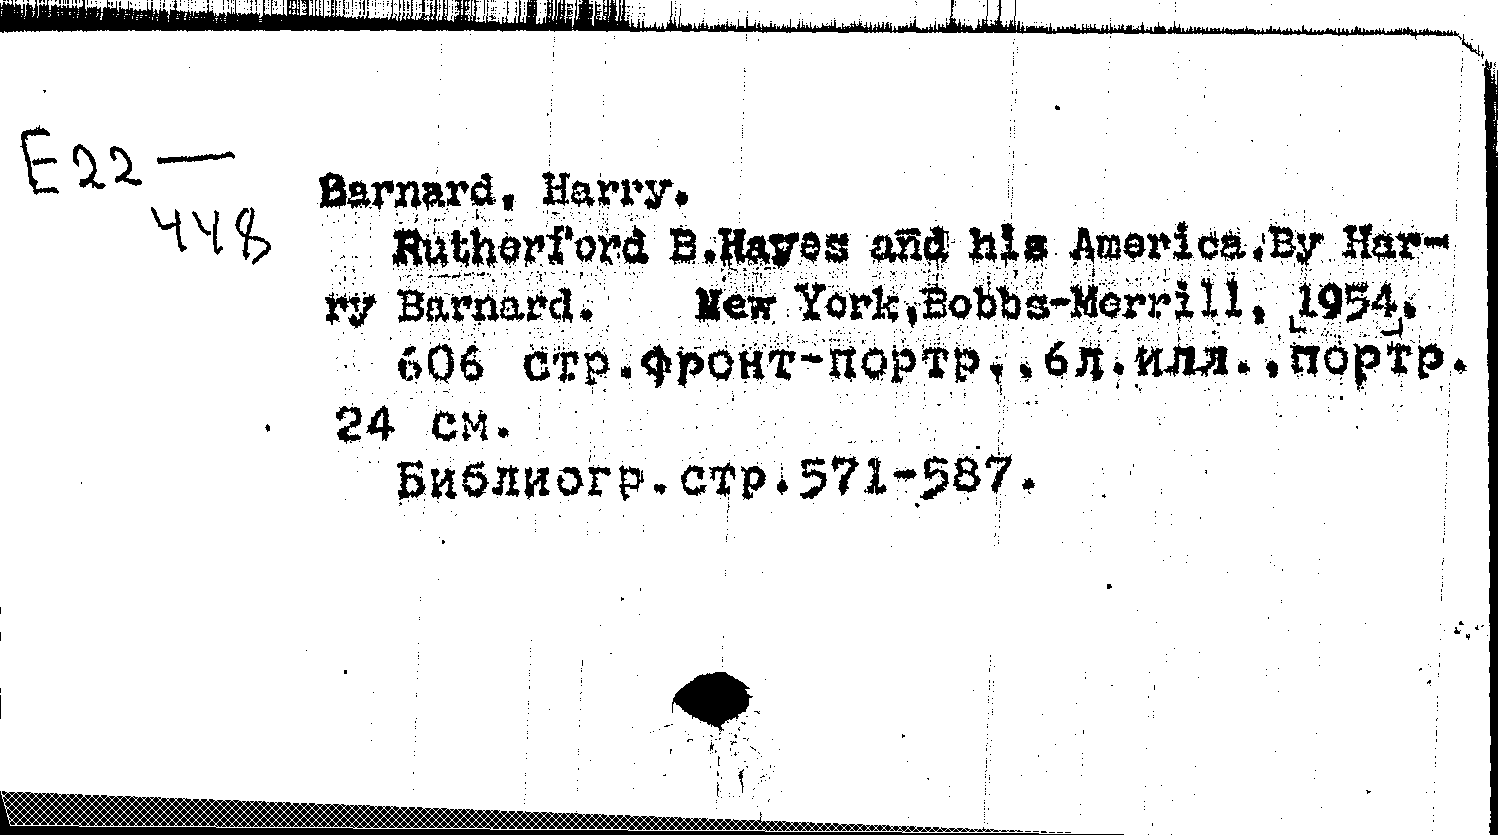 E22—
448
Barnard, Harry.
Rutherford B.Hayes and his America.By Har-
ry Barnard. New York,Bobbs-Merrill, [1954].
606 стр.фронт-портр.,6л.илл.,портр.
24 см.
Библиогр.стр.571-587.